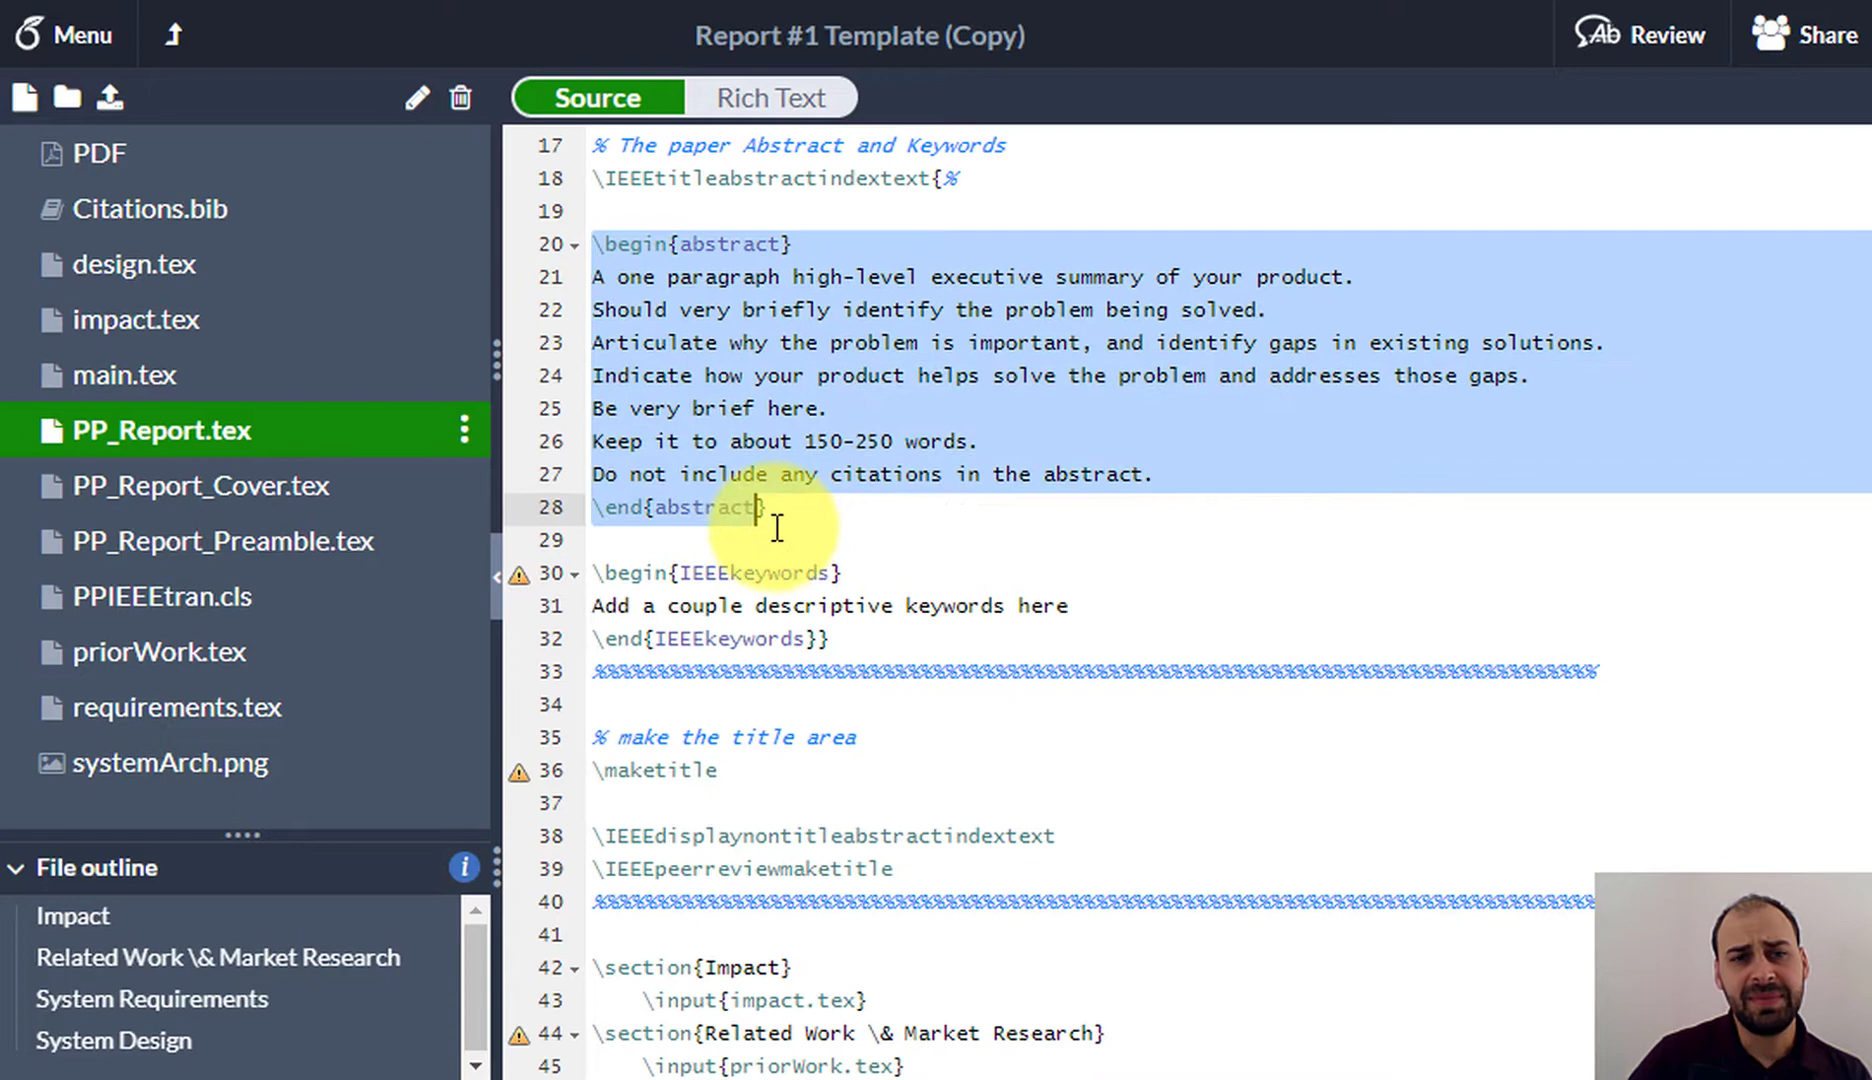 Menu
Report #1 Template (Copy)
Ab Review
Share
Source
Rich Text
PDF
Citations.bib
design.tex
impact.tex
main.tex
PP_Report.tex
PP_Report_Cover.tex
PP_Report_Preamble.tex
PPIEEEtran.cls
priorWork.tex
requirements.tex
systemArch.png
File outline
i
Impact
Related Work \& Market Research
System Requirements
System Design
17 % The paper Abstract and Keywords
18 \IEEEtitleabstractindextext{%
19
20 \begin{abstract}
21 A one paragraph high-level executive summary of your product.
22 Should very briefly identify the problem being solved.
23 Articulate why the problem is important, and identify gaps in existing solutions.
24 Indicate how your product helps solve the problem and addresses those gaps.
25 Be very brief here.
26 Keep it to about 150-250 words.
27 Do not include any citations in the abstract.
28 \end{abstract}
29
30 \begin{IEEEkeywords}
31 Add a couple descriptive keywords here
32 \end{IEEEkeywords}}
33 %%%%%%%%%%%%%%%%%%%%%%%%%%%%%%%%%%%%%%%%%%%%%%%%%%%%%%%%%%%%%%%%%%%%%%%%%%%%%%%%%%
34
35 % make the title area
36 \maketitle
37
38 \IEEEdisplaynontitleabstractindextext
39 \IEEEpeerreviewmaketitle
40 %%%%%%%%%%%%%%%%%%%%%%%%%%%%%%%%%%%%%%%%%%%%%%%%%%%%%%%%%%%%%%%%%%%%%%%%%%%%%%%%%%
41
42 \section{Impact}
43 \input{impact.tex}
44 \section{Related Work \& Market Research}
45 \input{priorWork.tex}